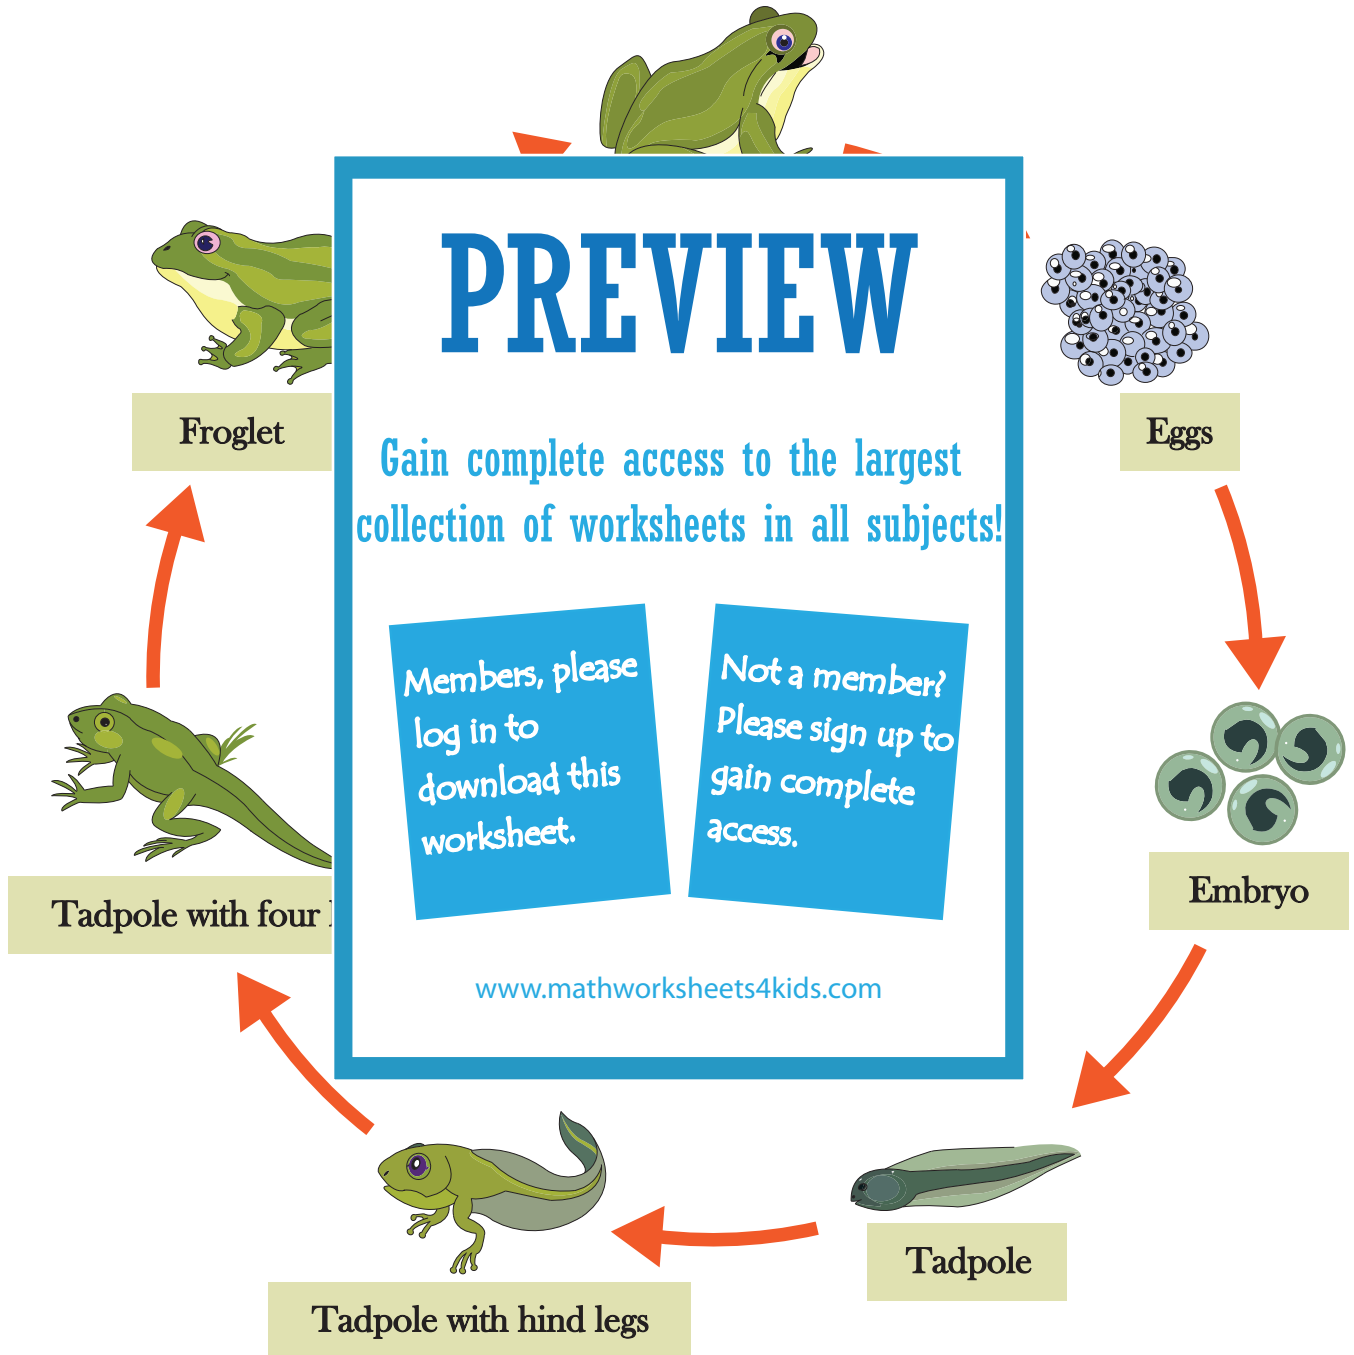 PREVIEW
Gain complete access to the largest
collection of worksheets in all subjects!
Members, please
log in to
download this
worksheet.
Not a member?
Please sign up to
gain complete
access.
www.mathworksheets4kids.com
Froglet
Eggs
Tadpole with four
Embryo
Tadpole
Tadpole with hind legs